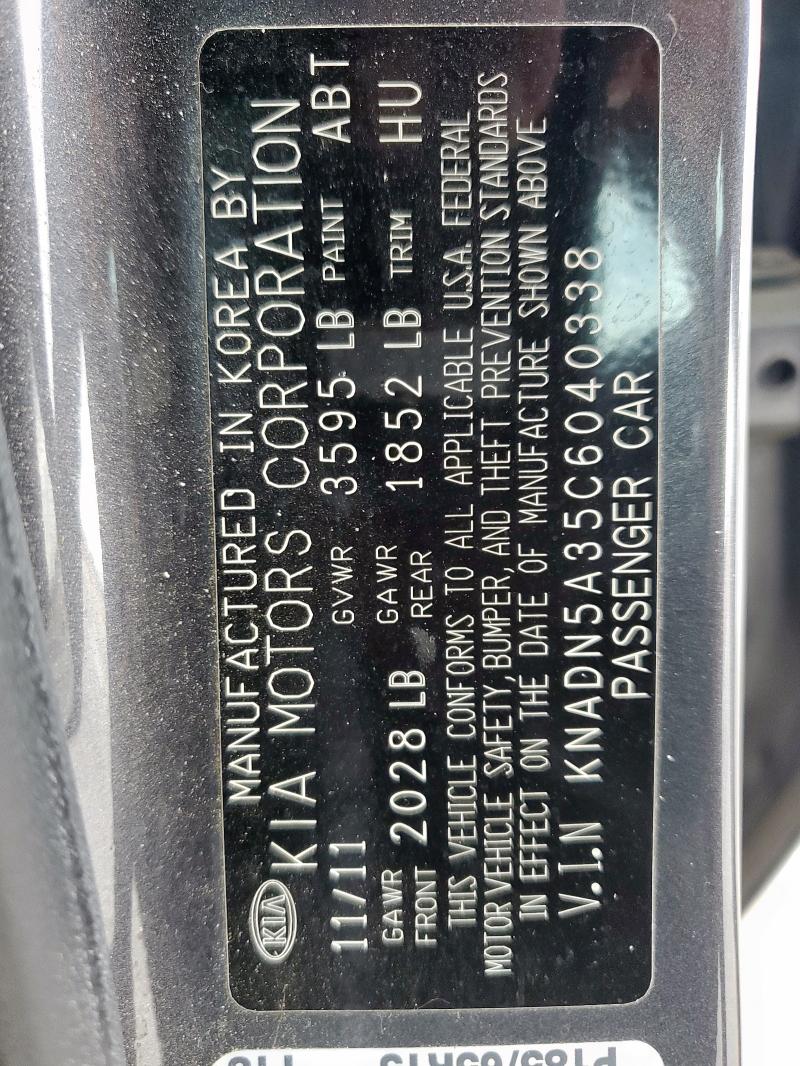 KIA
MANUFACTURED IN KOREA BY
KIA MOTORS CORPORATION
11/11 GVWR 3595 LB PAINT ABT
GAWR FRONT 2028 LB GAWR REAR 1852 LB TRIM HU
THIS VEHICLE CONFORMS TO ALL APPLICABLE U.S.A. FEDERAL
MOTOR VEHICLE SAFETY, BUMPER, AND THEFT PREVENTION STANDARDS
IN EFFECT ON THE DATE OF MANUFACTURE SHOWN ABOVE
V.I.N KNADN5A35C6040338
PASSENGER CAR